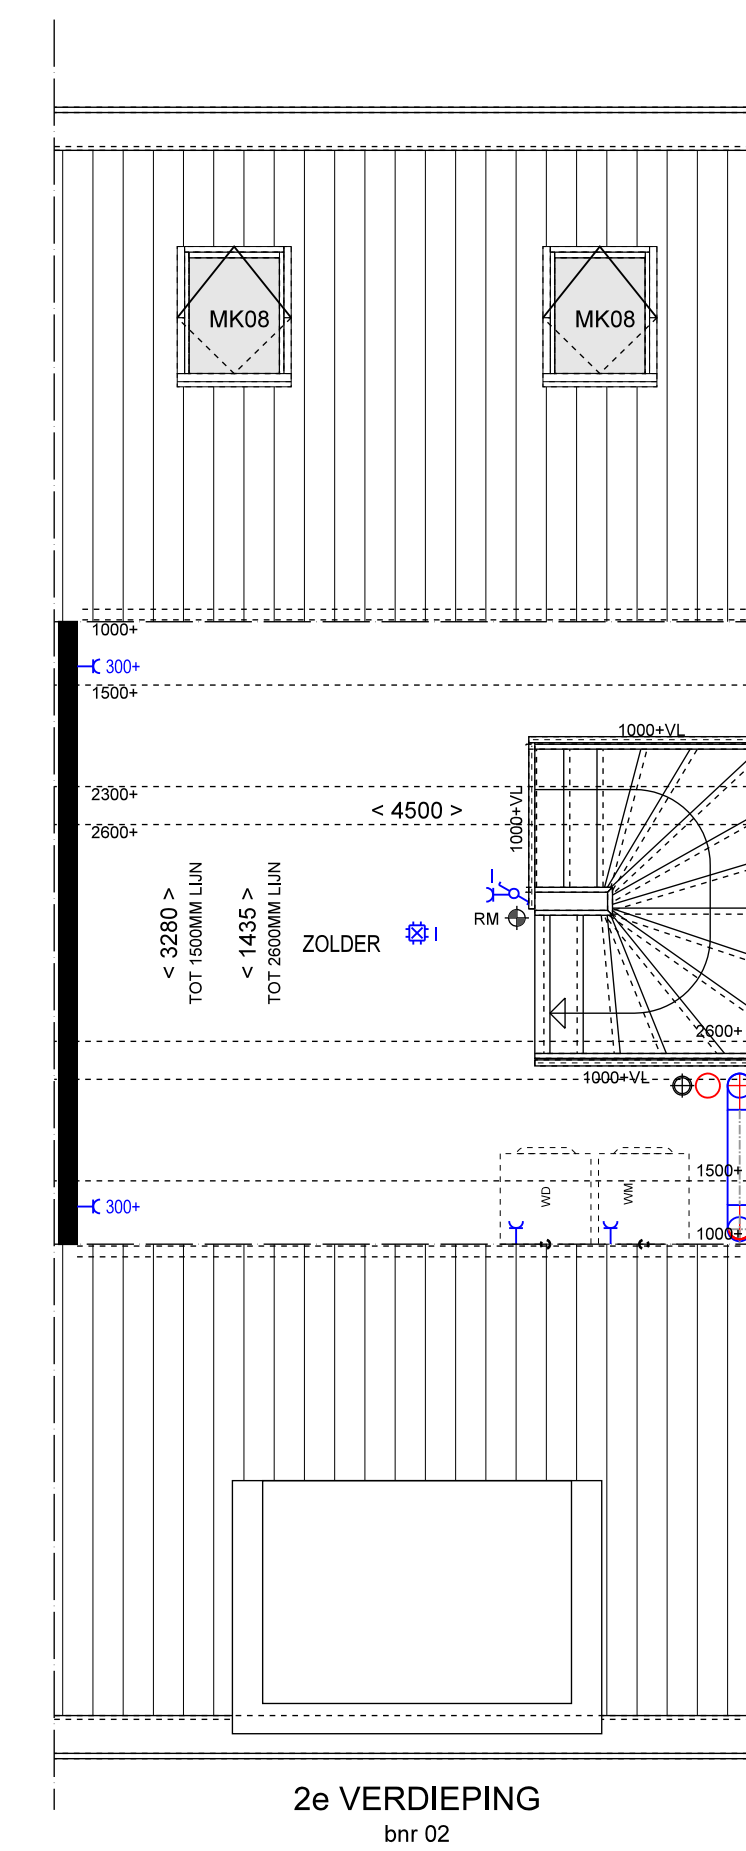 MK08
MK08
1000+
300+
1500+
1000+VL
2300+
< 4500 >
1000+VL
2600+
< 3280 >
TOT 1500MM LIJN
< 1435 >
TOT 2600MM LIJN
ZOLDER
I
I
RM
2600+
1000+VL
1500+
WD
WM
300+
1000+
2e VERDIEPING
bnr 02